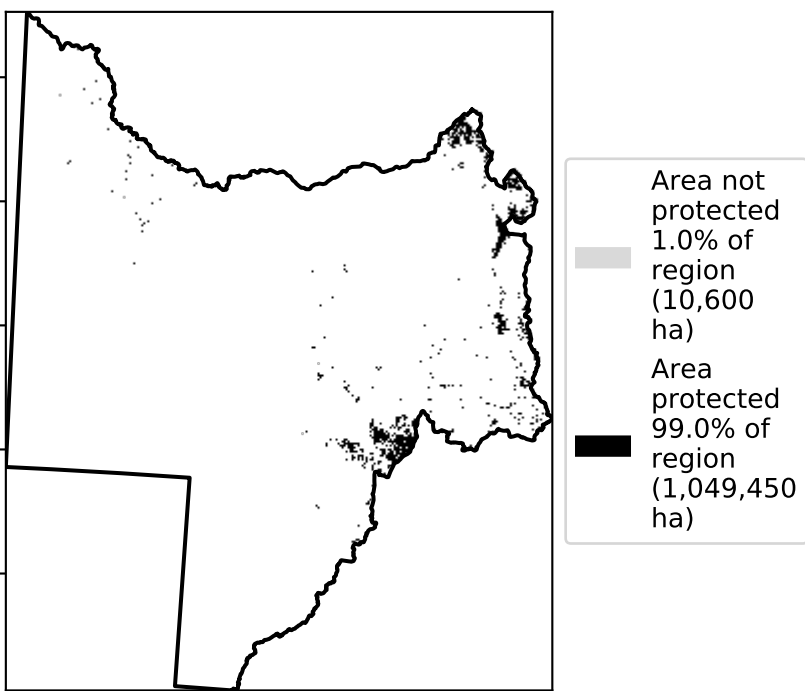 Area not
protected
1.0% of
region
(10,600
ha)
Area
protected
99.0% of
region
(1,049,450
ha)